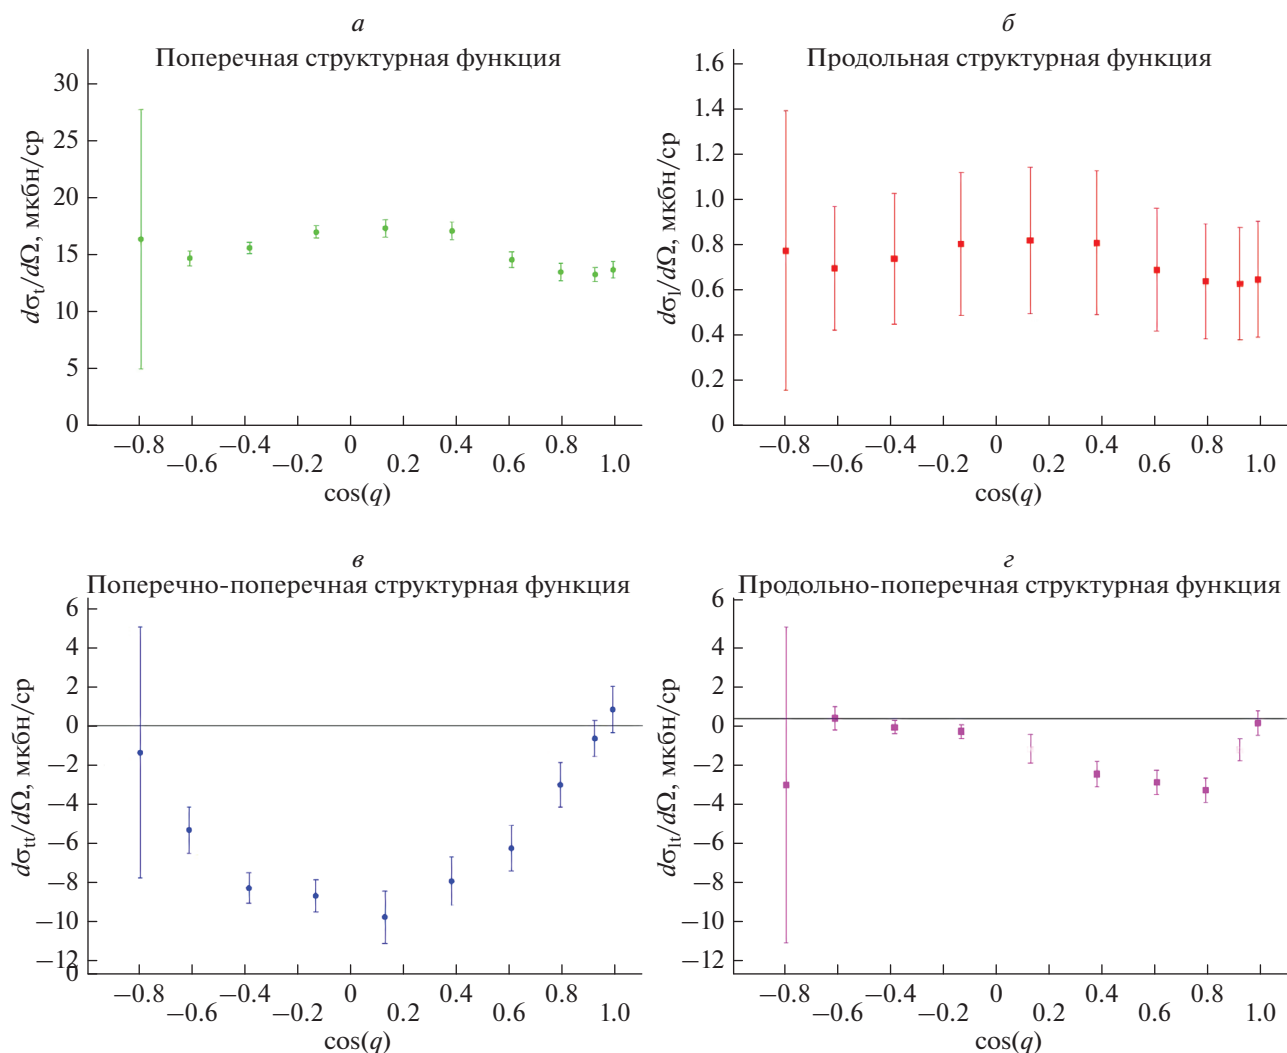 а
Поперечная структурная функция
dσt/dΩ, мкбн/ср
30
25
20
15
10
5
0
−0.8 −0.4 0 0.4 0.8
−0.6 −0.2 0.2 0.6 1.0
cos(q)
б
Продольная структурная функция
dσl/dΩ, мкбн/ср
1.6
1.4
1.2
1.0
0.8
0.6
0.4
0.2
0
−0.8 −0.4 0 0.4 0.8
−0.6 −0.2 0.2 0.6 1.0
cos(q)
в
Поперечно-поперечная структурная функция
dσtt/dΩ, мкбн/ср
6
4
2
0
−2
−4
−6
−8
−10
−12
0
−0.8 −0.4 0 0.4 0.8
−0.6 −0.2 0.2 0.6 1.0
cos(q)
г
Продольно-поперечная структурная функция
dσlt/dΩ, мкбн/ср
6
4
2
0
−2
−4
−6
−8
−10
−12
−0.8 −0.4 0 0.4 0.8
−0.6 −0.2 0.2 0.6 1.0
cos(q)